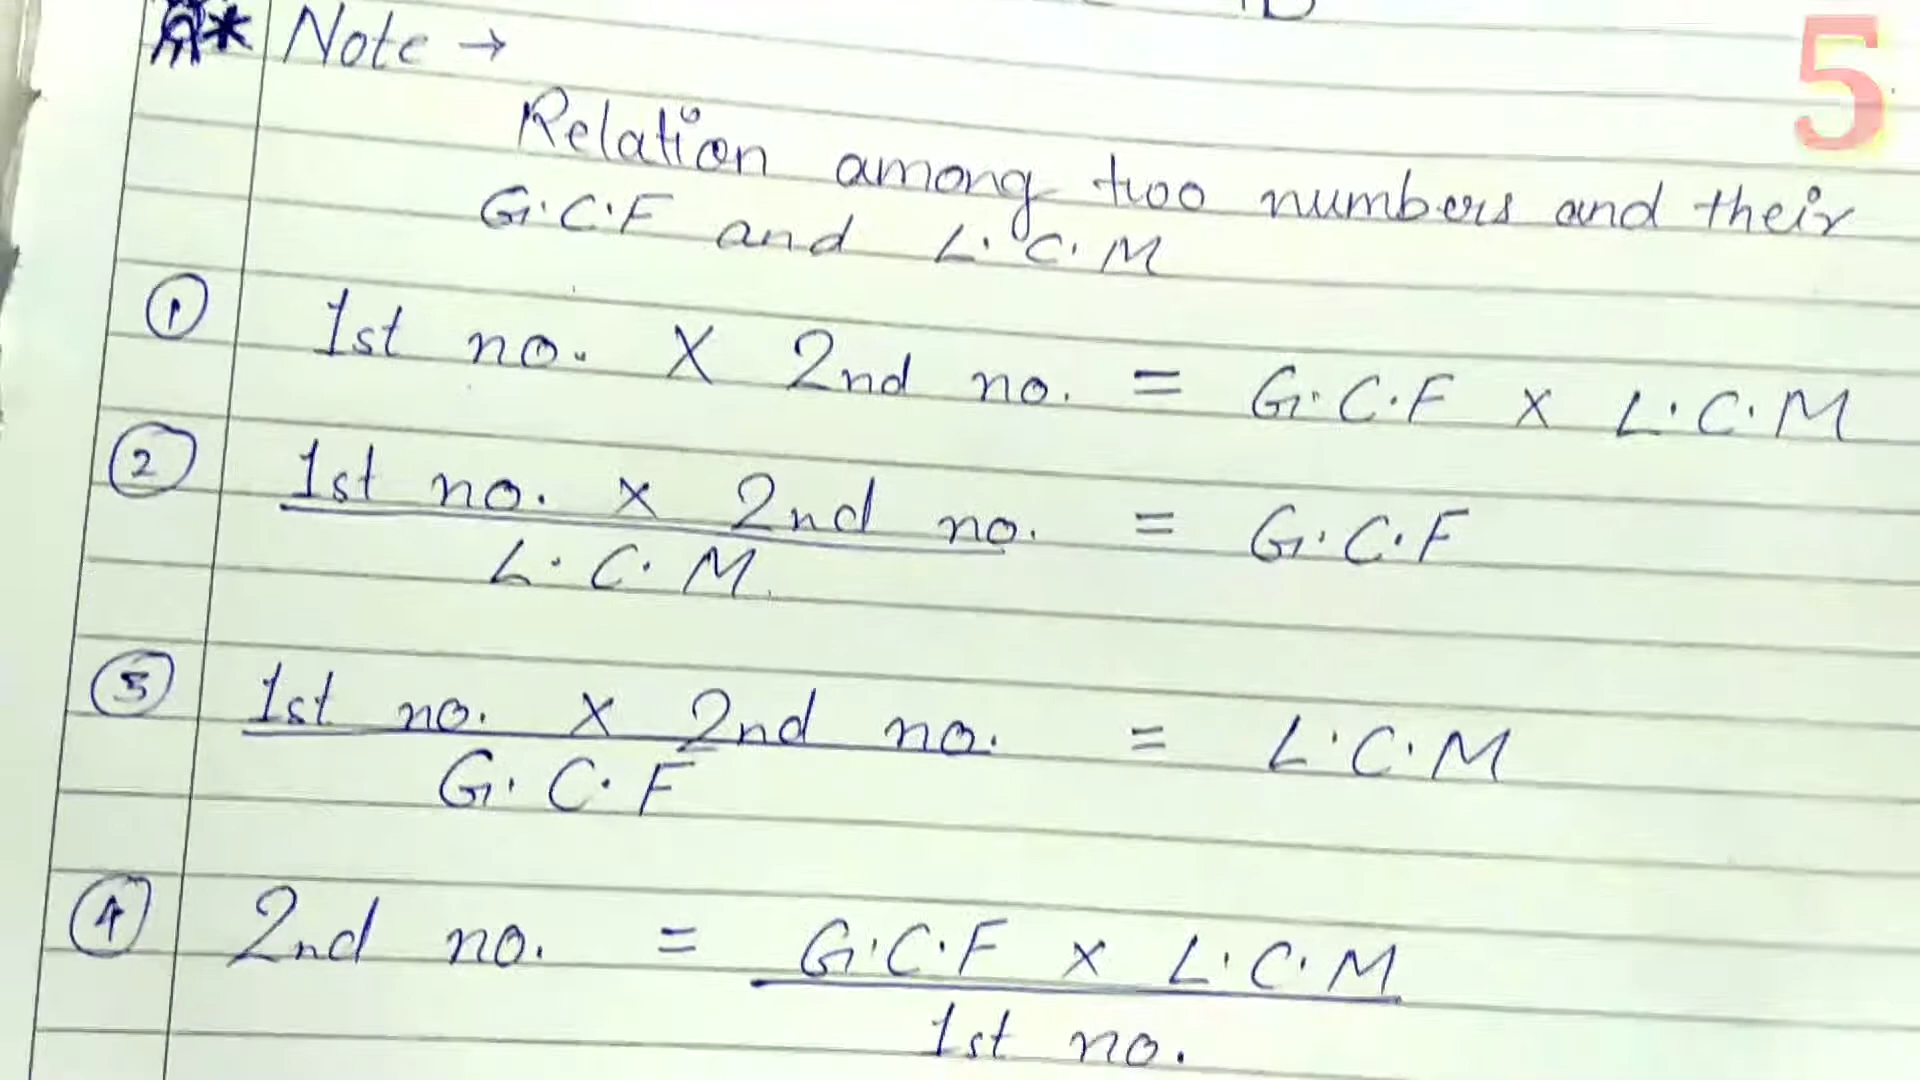 * Note →
5
Relation among two numbers and their
G.C.F and L.C.M
① 1st no. X 2nd no. = G.C.F x L.C.M
② 1st no. x 2nd no. = G.C.F
L.C.M.
③ 1st no. X 2nd no. = L.C.M
G.C.F
④ 2nd no. = G.C.F x L.C.M
1st no.